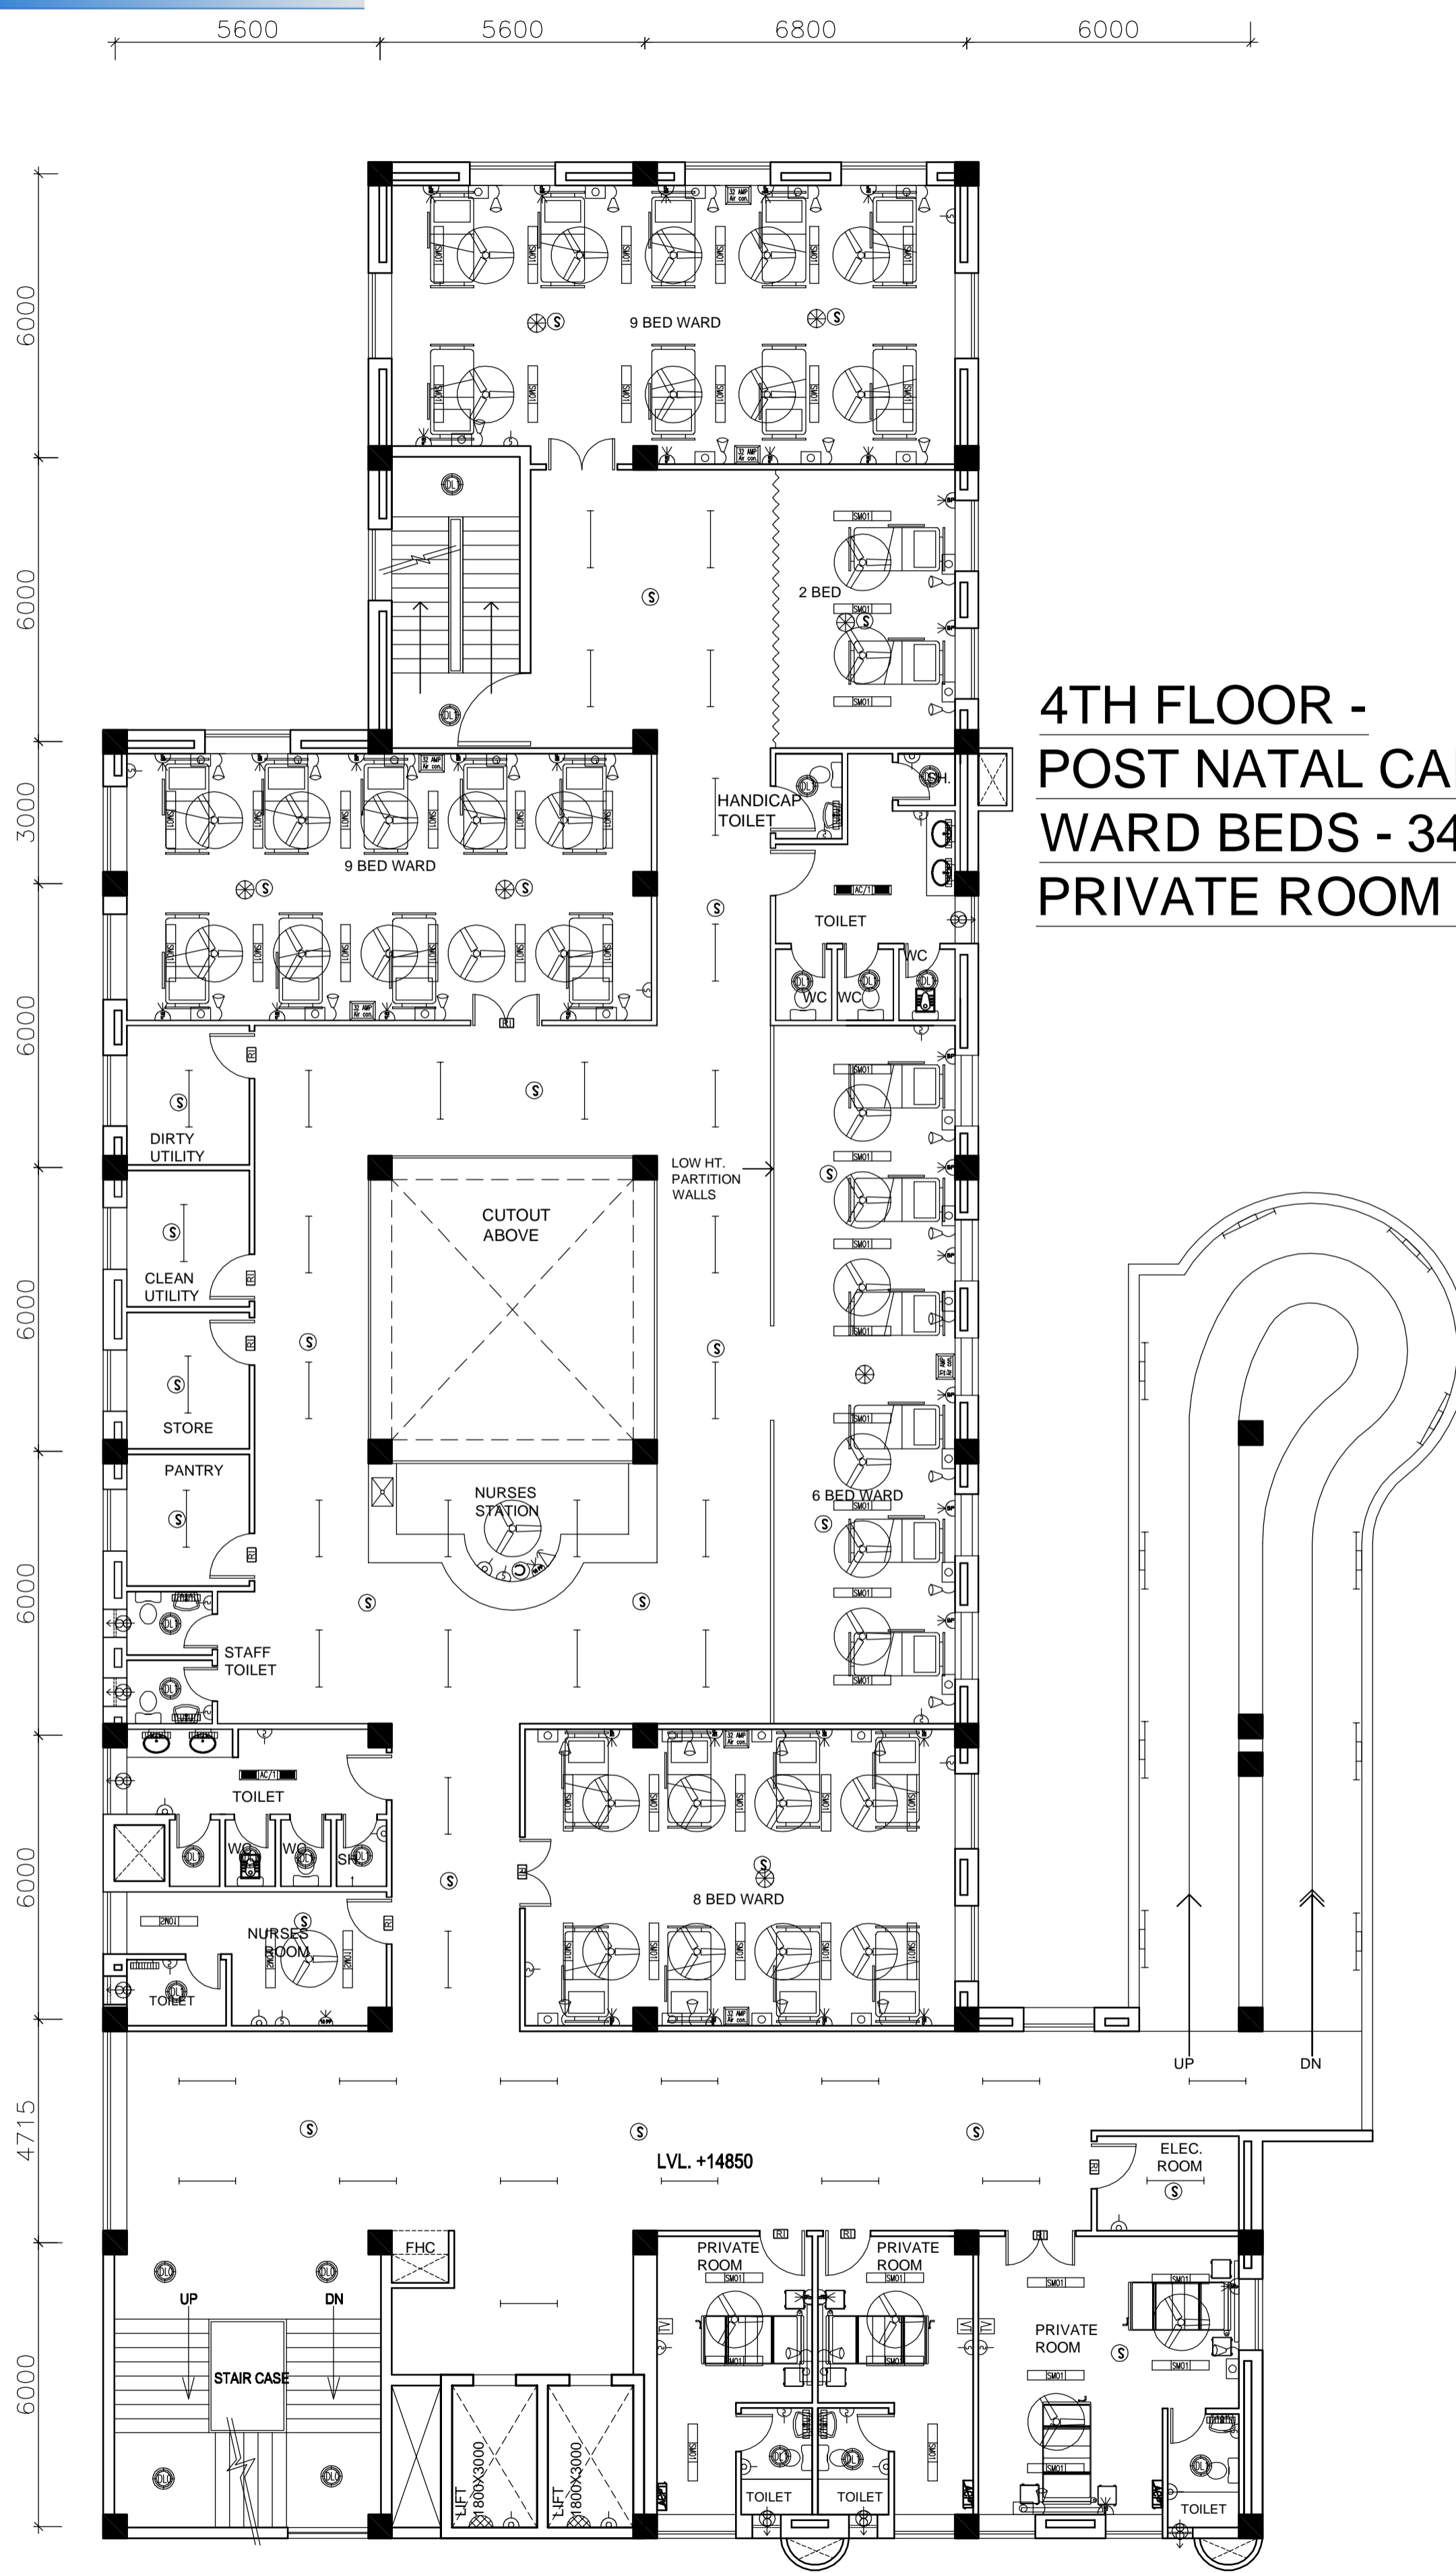 5600
5600
6800
6000
6000
9 BED WARD
6000
2 BED
4TH FLOOR -
POST NATAL CA
WARD BEDS - 34
PRIVATE ROOM
3000
HANDICAP
TOILET
SH.
9 BED WARD
TOILET
WC
WC
WC
6000
DIRTY
UTILITY
LOW HT.
PARTITION
WALLS
CUTOUT
ABOVE
CLEAN
UTILITY
6000
STORE
PANTRY
NURSES
STATION
6 BED WARD
6000
STAFF
TOILET
TOILET
WC
WC
SH.
6000
8 BED WARD
NURSES
ROOM
TOILET
UP
DN
4715
LVL. +14850
ELEC.
ROOM
FHC
PRIVATE
ROOM
PRIVATE
ROOM
UP
DN
PRIVATE
ROOM
STAIR CASE
6000
LIFT
1800X3000
LIFT
1800X3000
TOILET
TOILET
TOILET